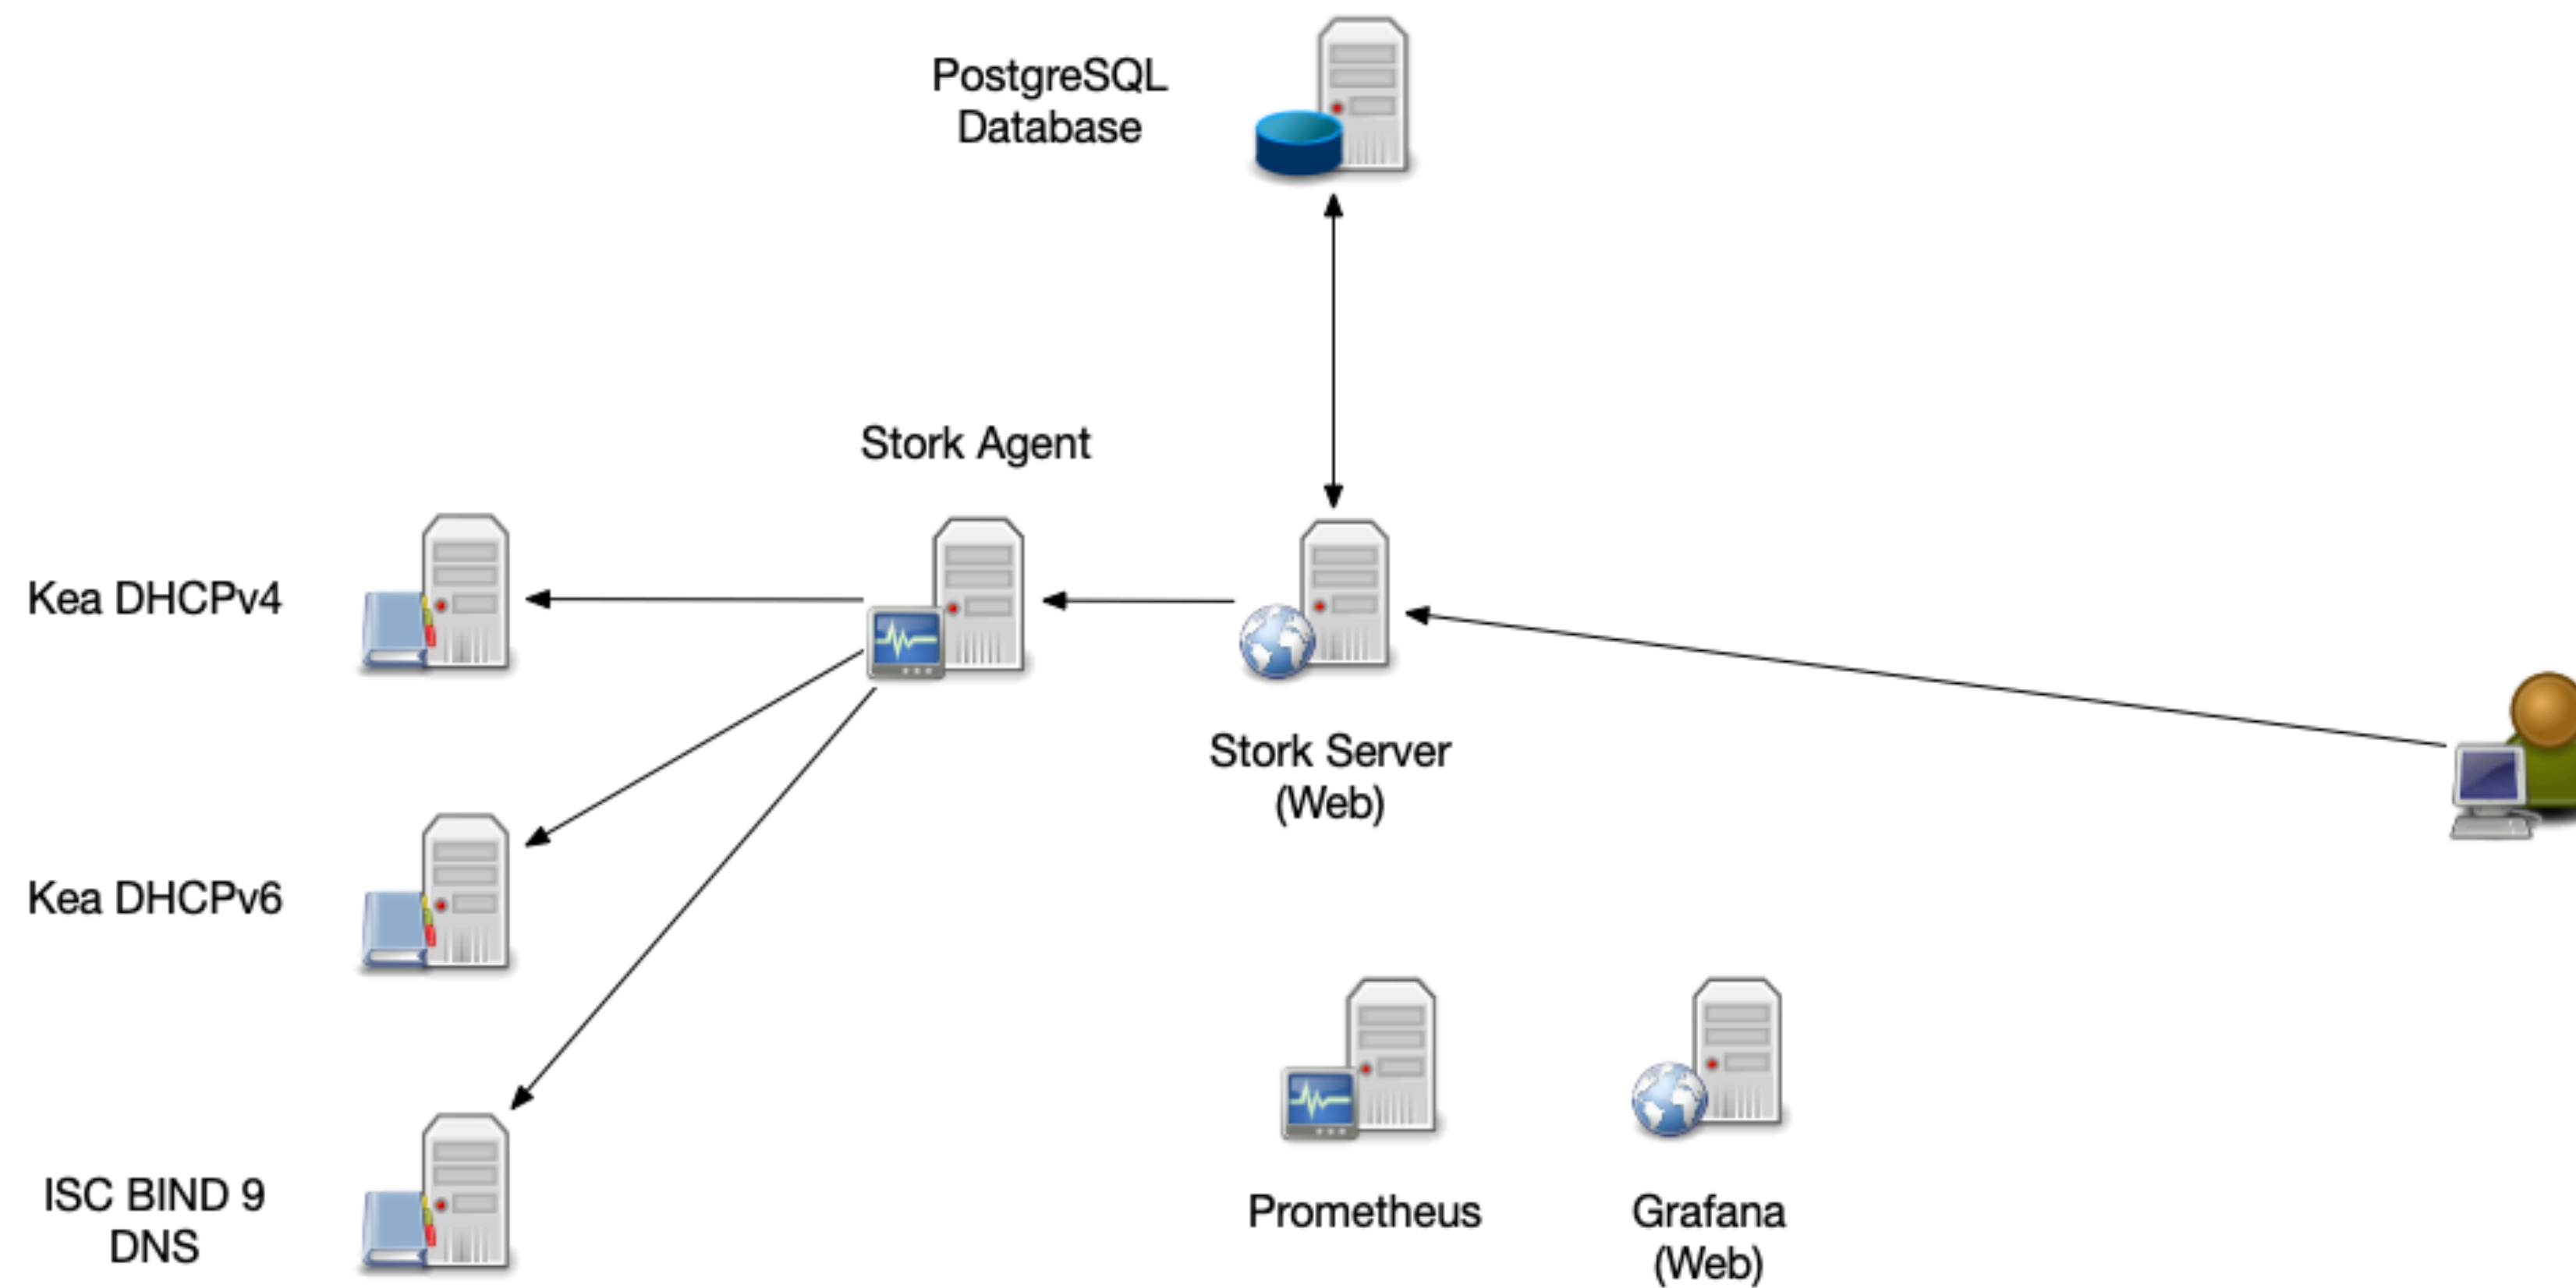 PostgreSQL
Database
Stork Agent
Kea DHCPv4
Stork Server
(Web)
Kea DHCPv6
ISC BIND 9
DNS
Prometheus
Grafana
(Web)